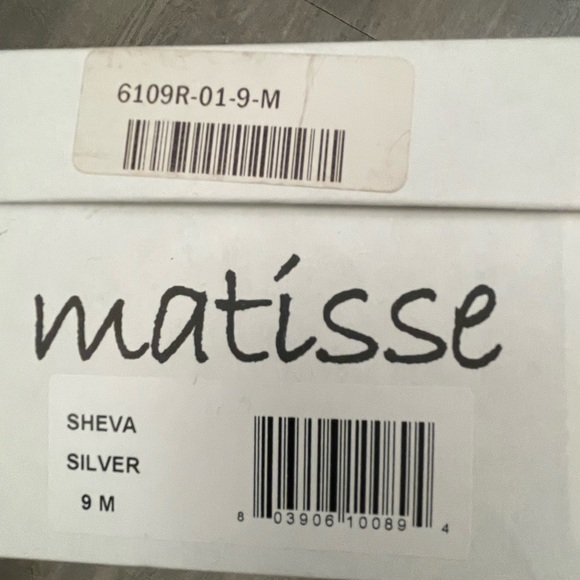 6109R-01-9-M
matisse
SHEVA
SILVER
9 M
8 03906 10089 4